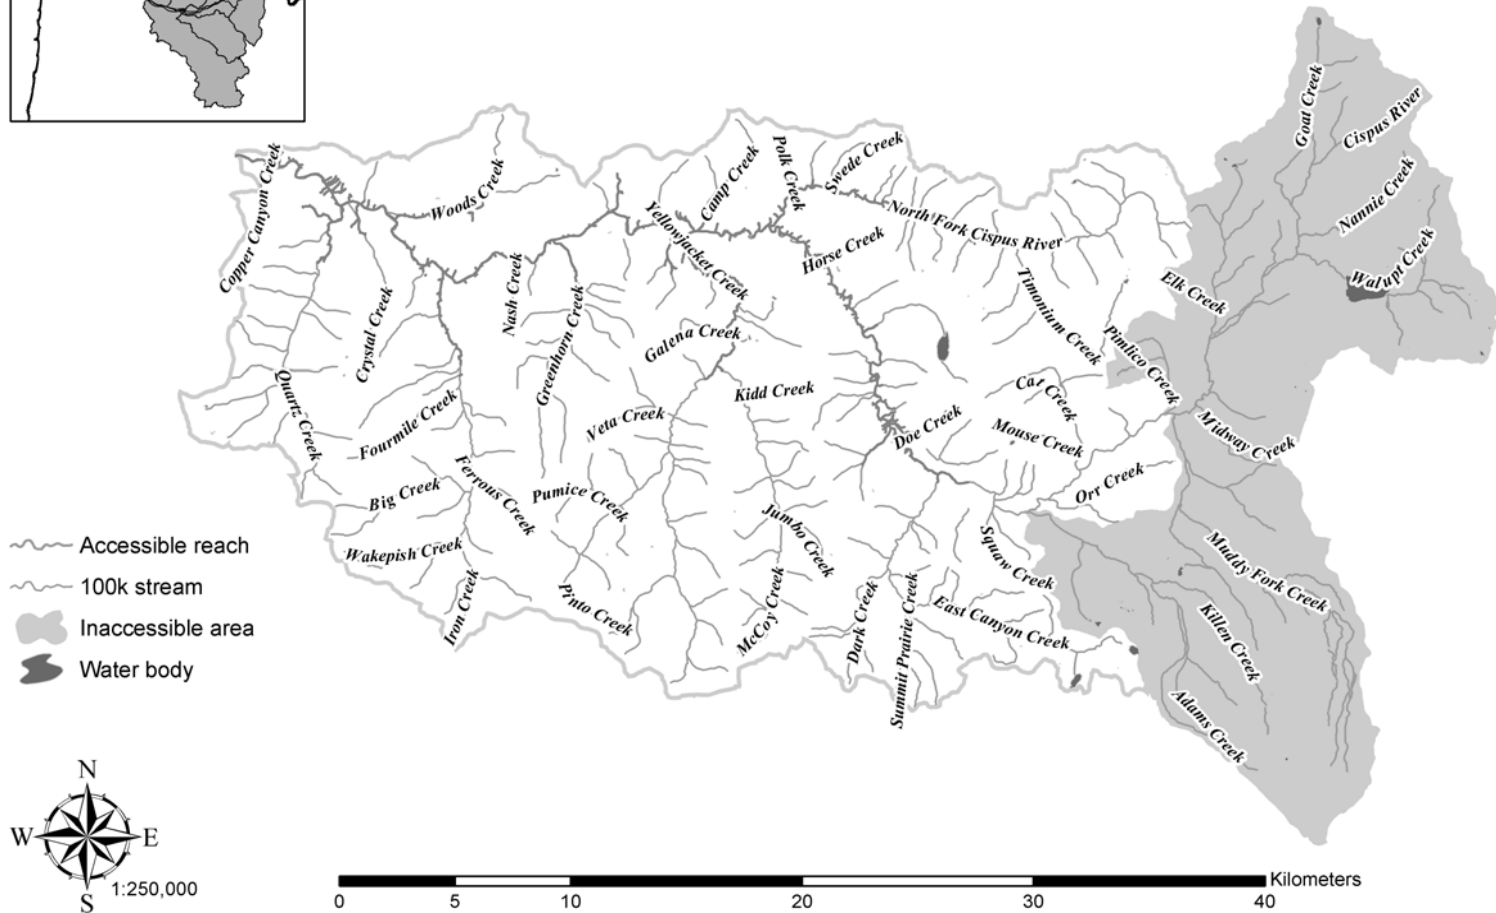 Goat Creek
Cispus River
Copper Canyon Creek
Woods Creek
Camp Creek
Polk Creek
Swede Creek
Nannie Creek
Yellowjacket Creek
North Fork Cispus River
Horse Creek
Walupt Creek
Elk Creek
Nash Creek
Timonium Creek
Crystal Creek
Greenhorn Creek
Galena Creek
Pimlico Creek
Quartz Creek
Kidd Creek
Cat Creek
Fourmile Creek
Veta Creek
Doe Creek
Mouse Creek
Midway Creek
Big Creek
Ferrous Creek
Pumice Creek
Orr Creek
Jumbo Creek
Squaw Creek
Muddy Fork Creek
Accessible reach
Wakepish Creek
100k stream
Iron Creek
Pinto Creek
McCoy Creek
Dark Creek
Summit Prairie Creek
East Canyon Creek
Killen Creek
Inaccessible area
Water body
Adams Creek
N
W E
S
1:250,000
Kilometers
0 5 10 20 30 40